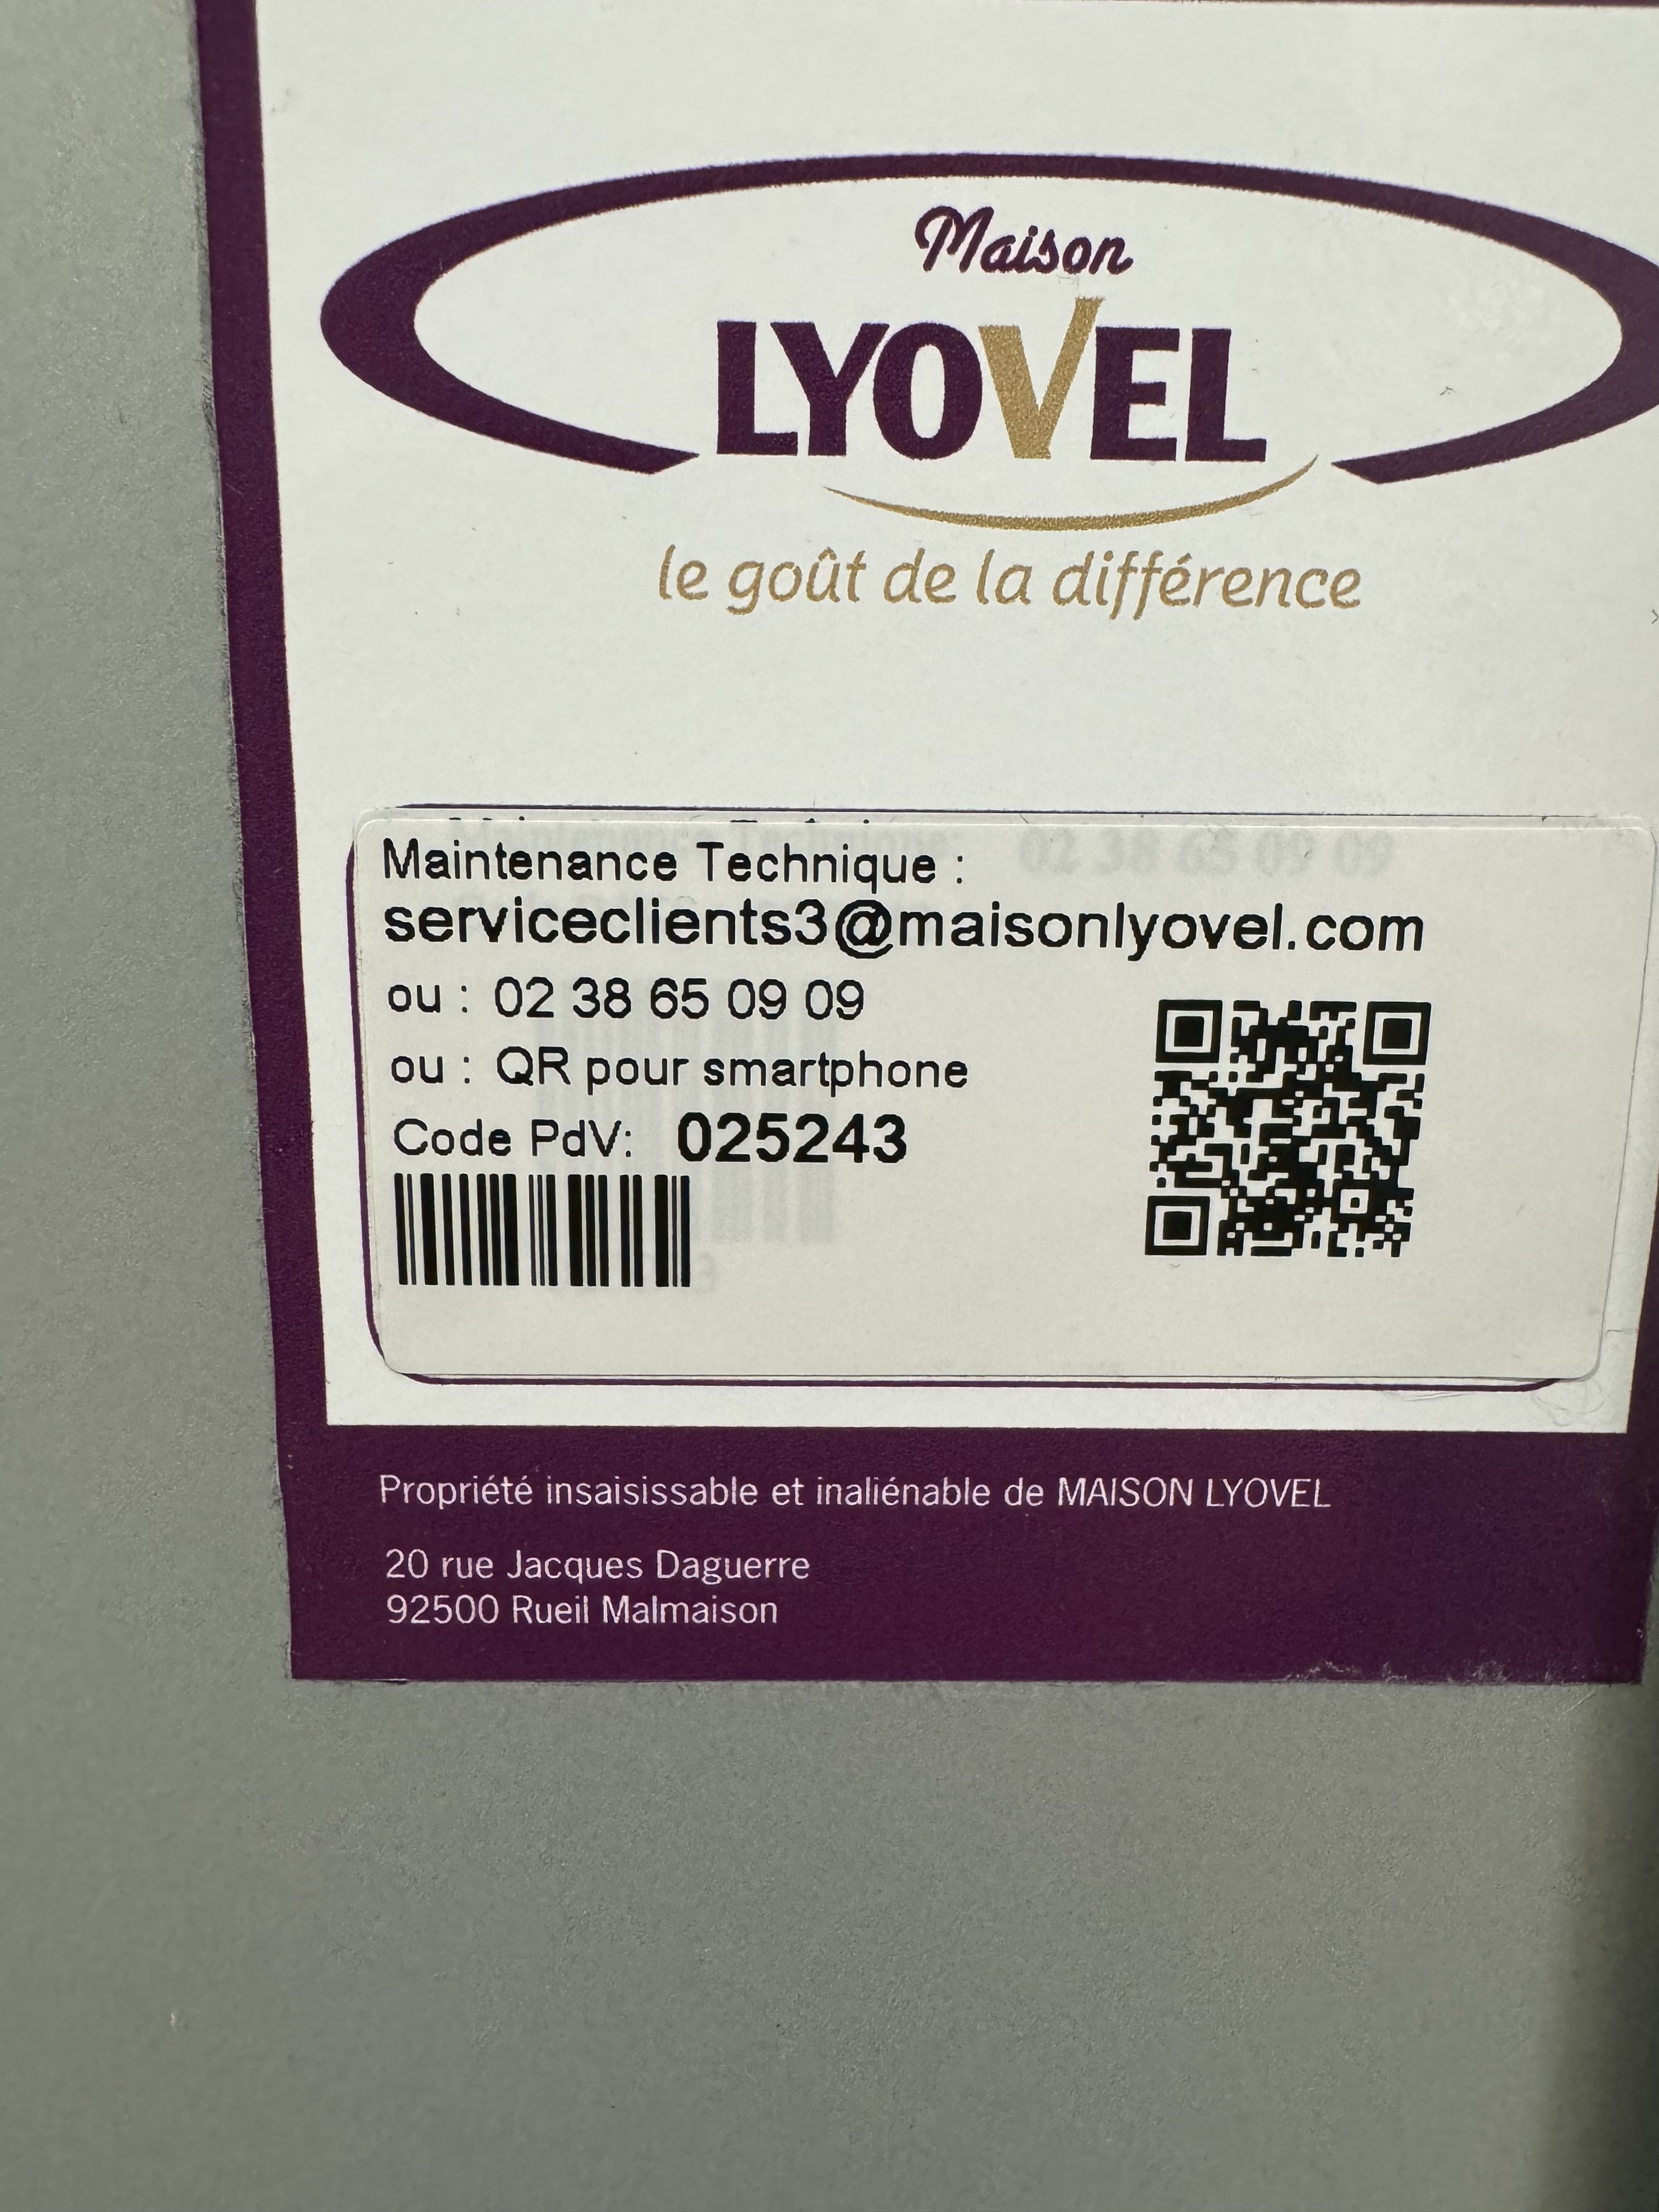 Maison
LYOVEL
le goût de la différence
Maintenance Technique :
serviceclients3@maisonlyovel.com
ou : 02 38 65 09 09
ou : QR pour smartphone
Code PdV: 025243
Propriété insaisissable et inaliénable de MAISON LYOVEL
20 rue Jacques Daguerre
92500 Rueil Malmaison